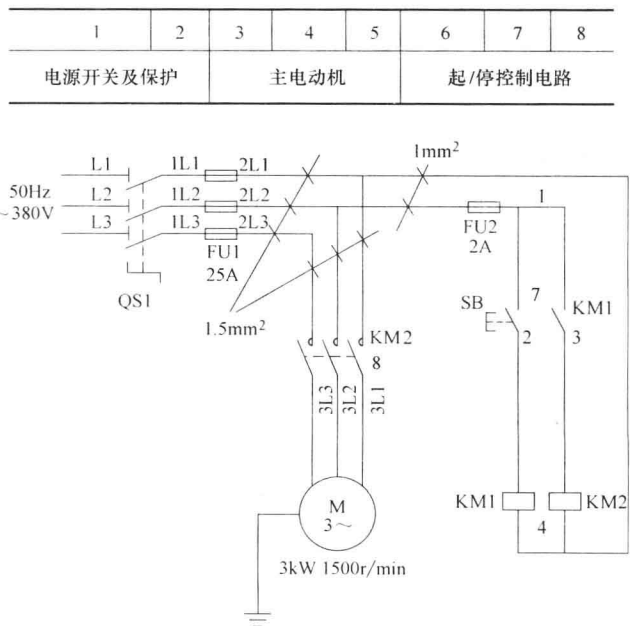 1 2 3 4 5 6 7 8
电源开关及保护 主电动机 起/停控制电路
1mm²
L1 1L1 2L1
50Hz L2 1L2 2L2 1
~380V L3 1L3 2L3
FU1 FU2
25A 2A
QS1
SB 7 KM1
1.5mm²
KM2 2 3
8
3L3 3L2 3L1
KM1 KM2
M 4
3~
3kW 1500r/min